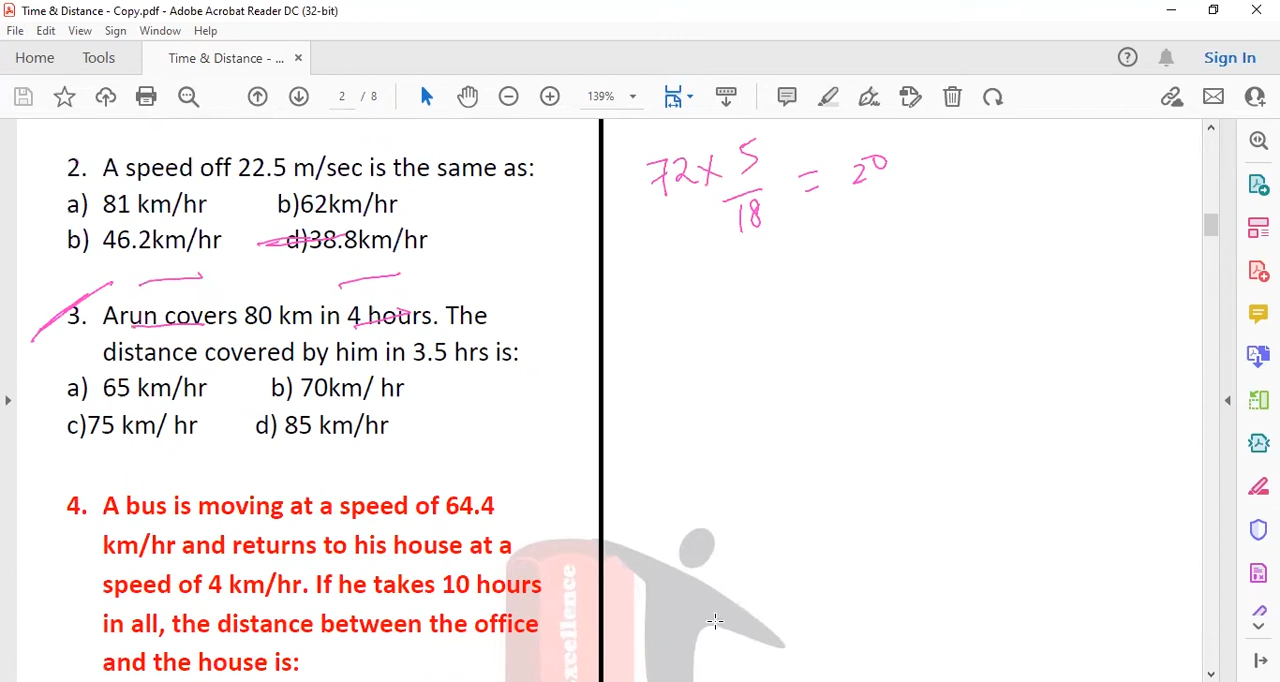 Time & Distance - Copy.pdf - Adobe Acrobat Reader DC (32-bit)
File Edit View Sign Window Help
Home Tools Time & Distance - ... × Sign In
2 / 8 139%
2. A speed off 22.5 m/sec is the same as:
a) 81 km/hr b)62km/hr
b) 46.2km/hr d)38.8km/hr
72 × 5/18 = 20
3. Arun covers 80 km in 4 hours. The
distance covered by him in 3.5 hrs is:
a) 65 km/hr b) 70km/ hr
c)75 km/ hr d) 85 km/hr
4. A bus is moving at a speed of 64.4
km/hr and returns to his house at a
speed of 4 km/hr. If he takes 10 hours
in all, the distance between the office
and the house is:
excellence